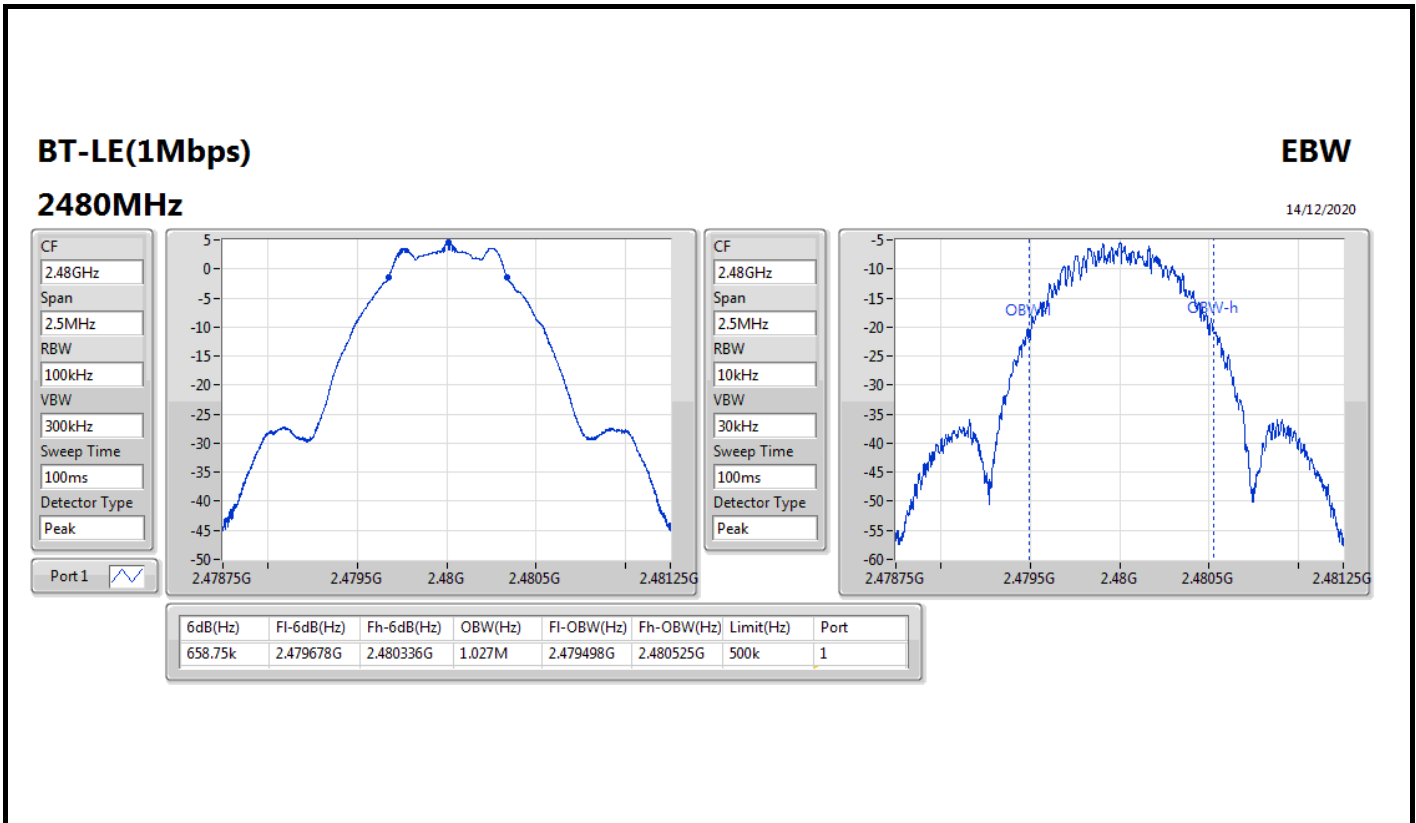 BT-LE(1Mbps)
EBW
2480MHz
14/12/2020
CF
2.48GHz
Span
2.5MHz
RBW
100kHz
VBW
300kHz
Sweep Time
100ms
Detector Type
Peak
Port 1
5
0
-5
-10
-15
-20
-25
-30
-35
-40
-45
-50
2.47875G 2.4795G 2.48G 2.4805G 2.48125G
CF
2.48GHz
Span
2.5MHz
RBW
10kHz
VBW
30kHz
Sweep Time
100ms
Detector Type
Peak
-5
-10
-15
-20
-25
-30
-35
-40
-45
-50
-55
-60
OBW-l OBW-h
2.47875G 2.4795G 2.48G 2.4805G 2.48125G
6dB(Hz) Fl-6dB(Hz) Fh-6dB(Hz) OBW(Hz) Fl-OBW(Hz) Fh-OBW(Hz) Limit(Hz) Port
658.75k 2.479678G 2.480336G 1.027M 2.479498G 2.480525G 500k 1